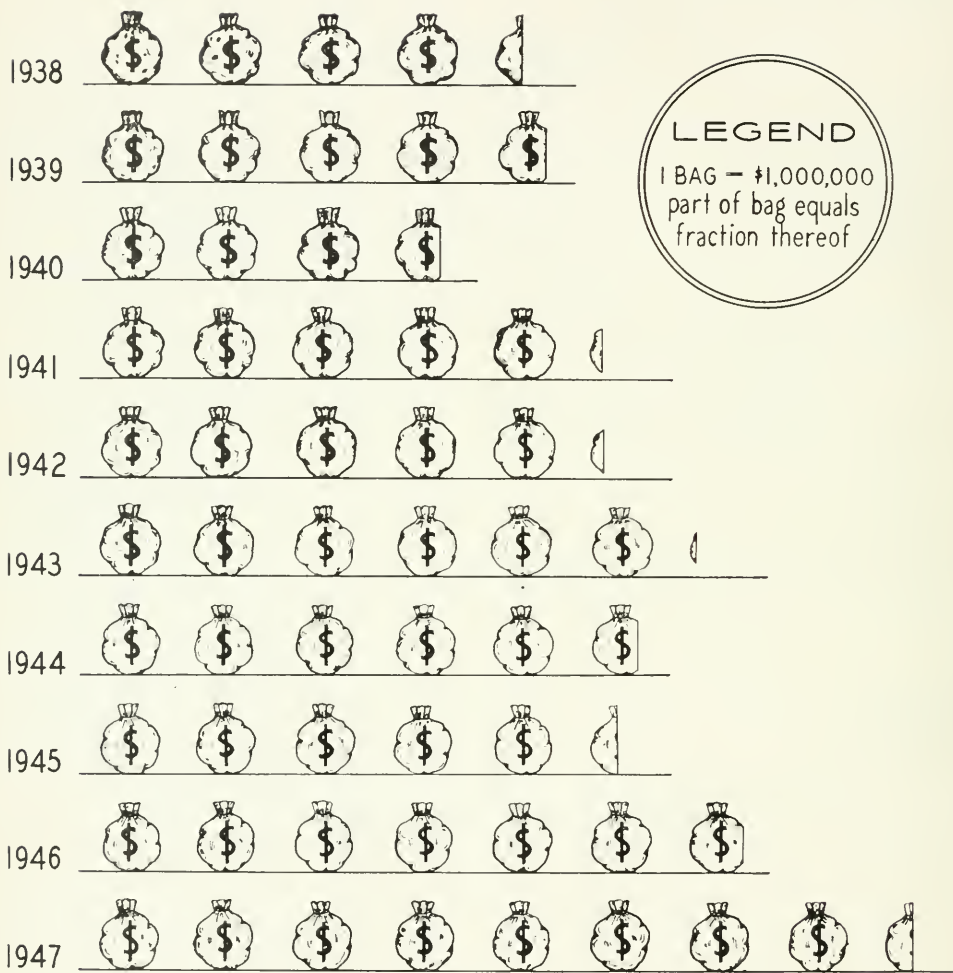 1938 $ $ $ $
1939 $ $ $ $ $
1940 $ $ $ $
1941 $ $ $ $ $
1942 $ $ $ $ $
1943 $ $ $ $ $ $
1944 $ $ $ $ $ $
1945 $ $ $ $ $
1946 $ $ $ $ $ $ $
1947 $ $ $ $ $ $ $ $
LEGEND
1 BAG — $1,000,000
part of bag equals
fraction thereof